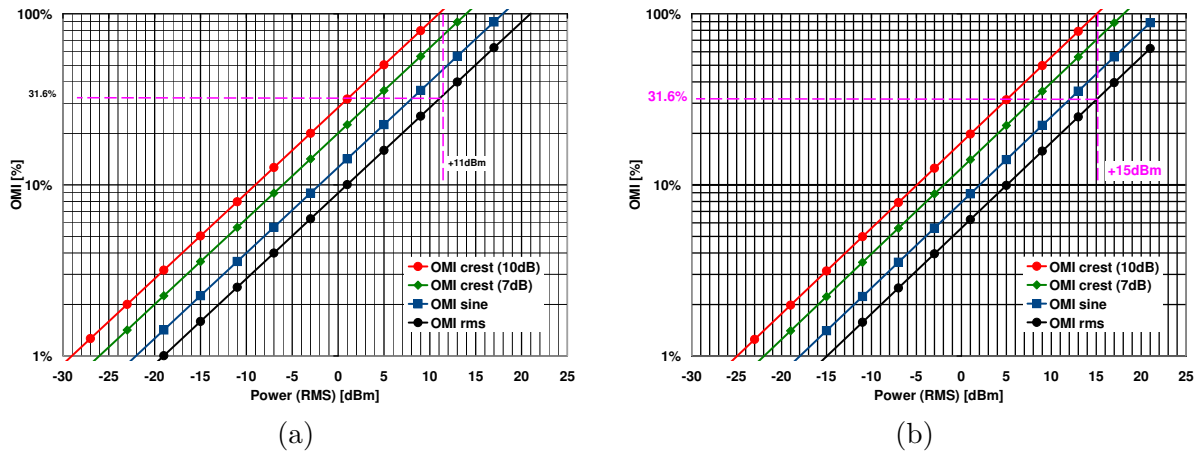 100%
31.6%
10%
1%
OMI [%]
+11dBm
OMI crest (10dB)
OMI crest (7dB)
OMI sine
OMI rms
-30 -25 -20 -15 -10 -5 0 5 10 15 20 25
Power (RMS) [dBm]
(a)
100%
31.6%
10%
1%
OMI [%]
+15dBm
OMI crest (10dB)
OMI crest (7dB)
OMI sine
OMI rms
-30 -25 -20 -15 -10 -5 0 5 10 15 20 25
Power (RMS) [dBm]
(b)